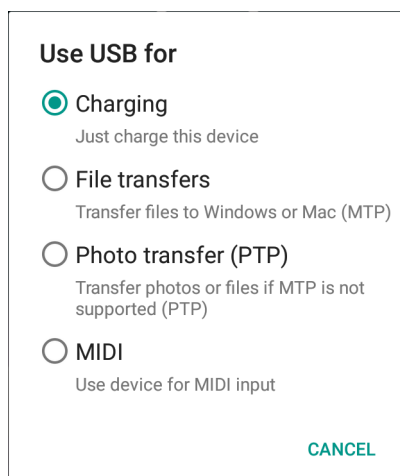 Use USB for
Charging
Just charge this device
File transfers
Transfer files to Windows or Mac (MTP)
Photo transfer (PTP)
Transfer photos or files if MTP is not
supported (PTP)
MIDI
Use device for MIDI input
CANCEL